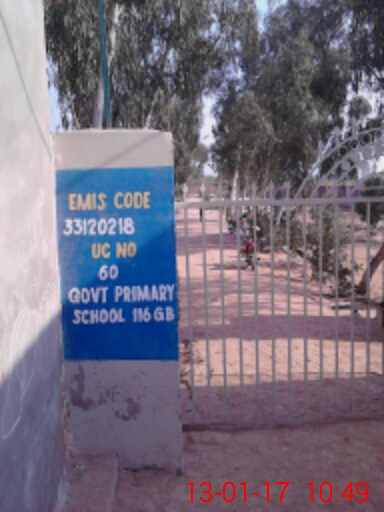 EMIS CODE
33120218
UC NO
60
GOVT PRIMARY
SCHOOL 116 GB
13-01-17 10:49